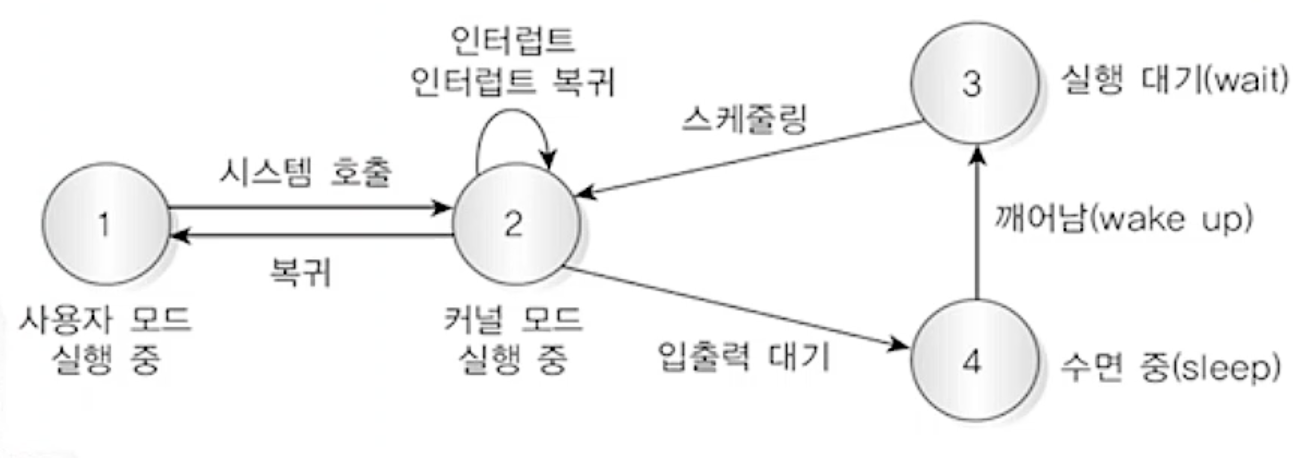 인터럽트
인터럽트 복귀
3
실행 대기(wait)
스케줄링
시스템 호출
1
2
깨어남(wake up)
복귀
사용자 모드
실행 중
커널 모드
실행 중
입출력 대기
4
수면 중(sleep)